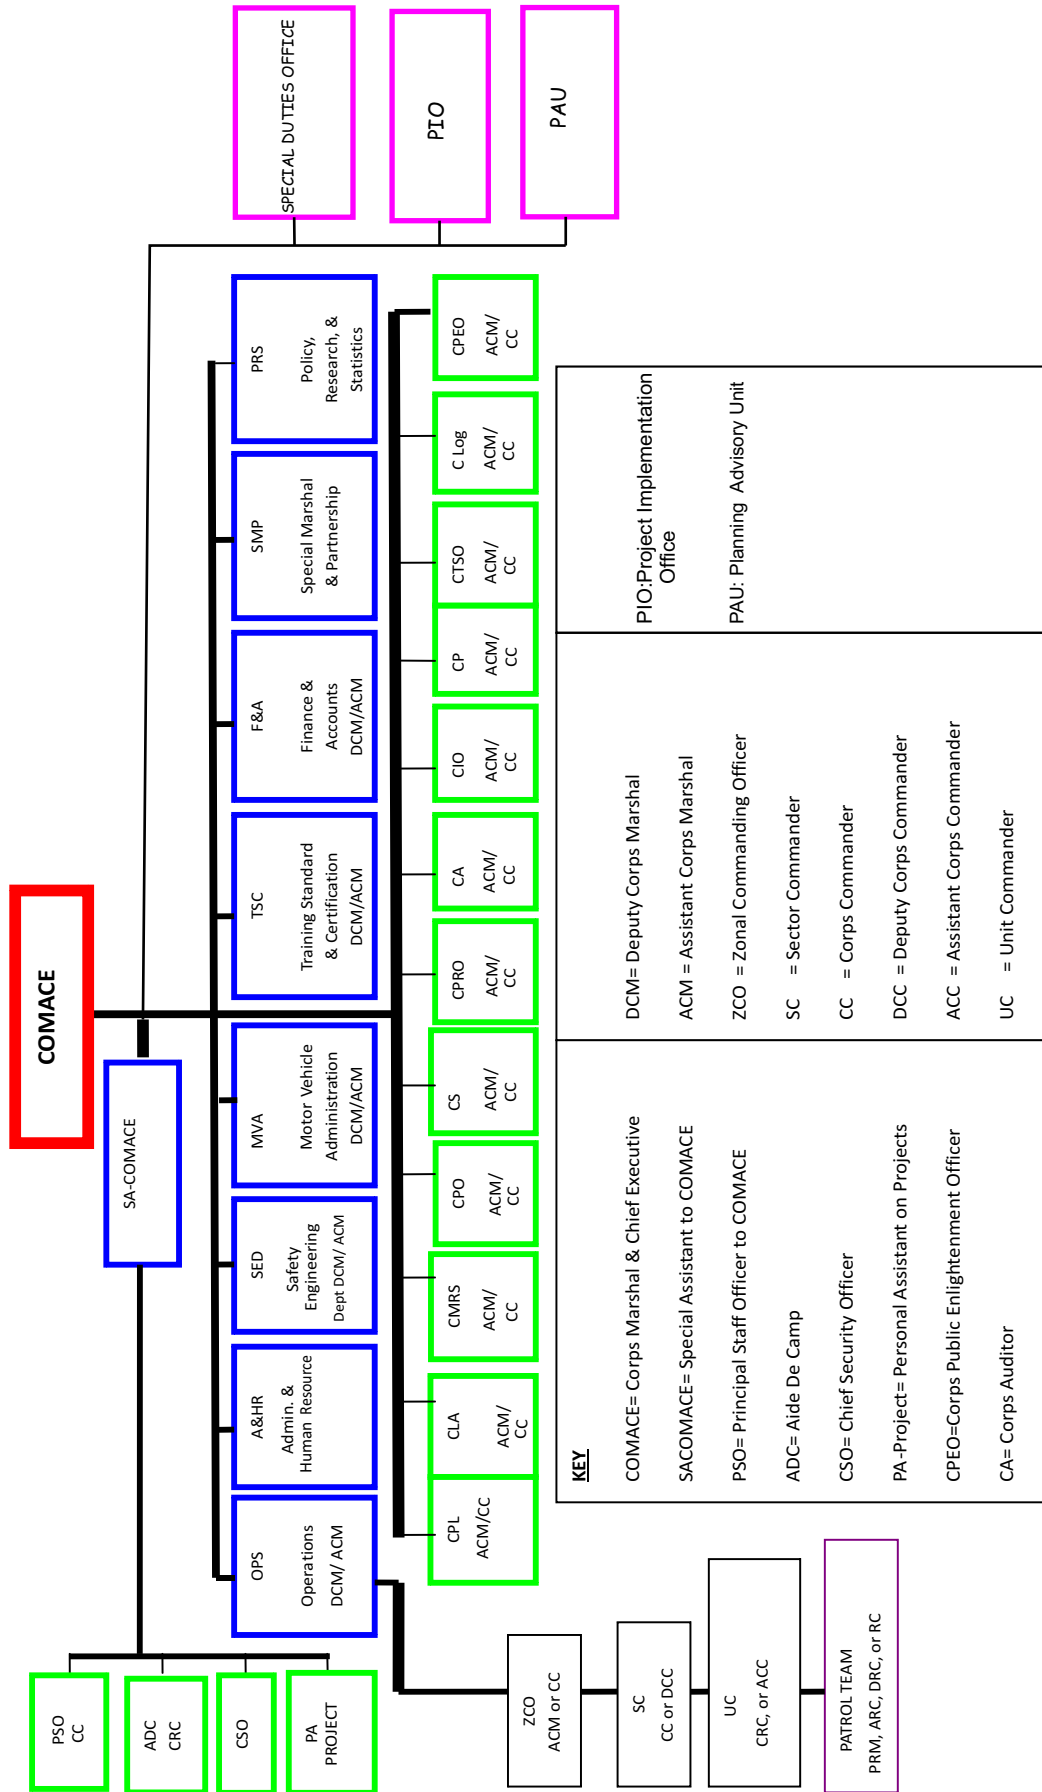 COMACE
SA-COMACE
PSO
CC
ADC
CRC
CSO
PA
PROJECT
SPECIAL DUTIES OFFICE
PIO
PAU
OPS
Operations
DCM/ ACM
A&HR
Admin. &
Human Resource
SED
Safety
Engineering
Dept DCM/ ACM
MVA
Motor Vehicle
Administration
DCM/ACM
TSC
Training Standard
& Certification
DCM/ACM
F&A
Finance &
Accounts
DCM/ACM
SMP
Special Marshal
& Partnership
PRS
Policy,
Research, &
Statistics
CPL
ACM/CC
CLA
ACM/
CC
CMRS
ACM/
CC
CPO
ACM/
CC
CS
ACM/
CC
CPRO
ACM/
CC
CA
ACM/
CC
CIO
ACM/
CC
CP
ACM/
CC
CTSO
ACM/
CC
C Log
ACM/
CC
CPEO
ACM/
CC
ZCO
ACM or CC
SC
CC or DCC
UC
CRC, or ACC
PATROL TEAM
PRM, ARC, DRC, or RC
KEY
COMACE= Corps Marshal & Chief Executive
SACOMACE= Special Assistant to COMACE
PSO= Principal Staff Officer to COMACE
ADC= Aide De Camp
CSO= Chief Security Officer
PA-Project= Personal Assistant on Projects
CPEO=Corps Public Enlightenment Officer
CA= Corps Auditor
DCM= Deputy Corps Marshal
ACM = Assistant Corps Marshal
ZCO = Zonal Commanding Officer
SC = Sector Commander
CC = Corps Commander
DCC = Deputy Corps Commander
ACC = Assistant Corps Commander
UC = Unit Commander
PIO:Project Implementation
Office
PAU: Planning Advisory Unit